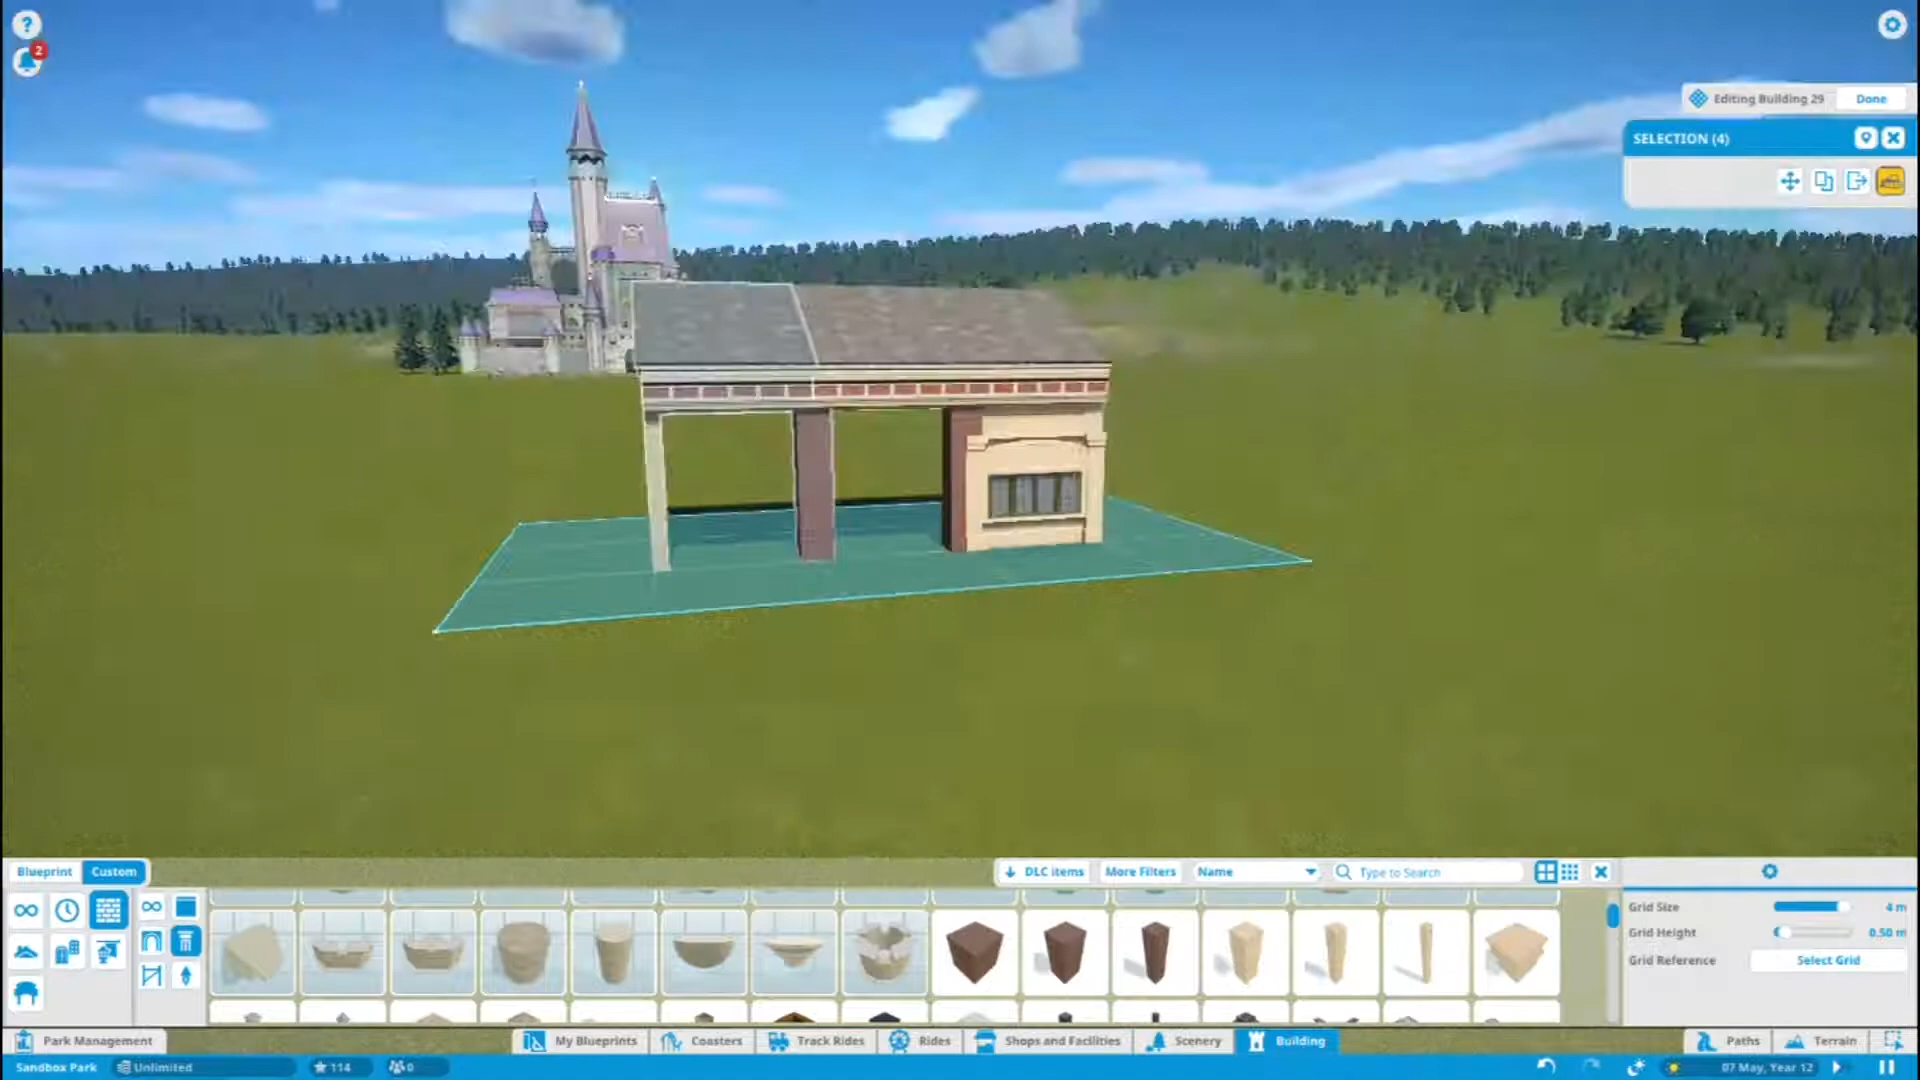 ?
2
Editing Building 29
Done
SELECTION (4)
Blueprint
Custom
DLC items
More Filters
Name
Type to Search
Grid Size
4 m
Grid Height
0.50 m
Grid Reference
Select Grid
Park Management
My Blueprints
Coasters
Track Rides
Rides
Shops and Facilities
Scenery
Building
Paths
Terrain
Sandbox Park
Unlimited
114
0
07 May, Year 12